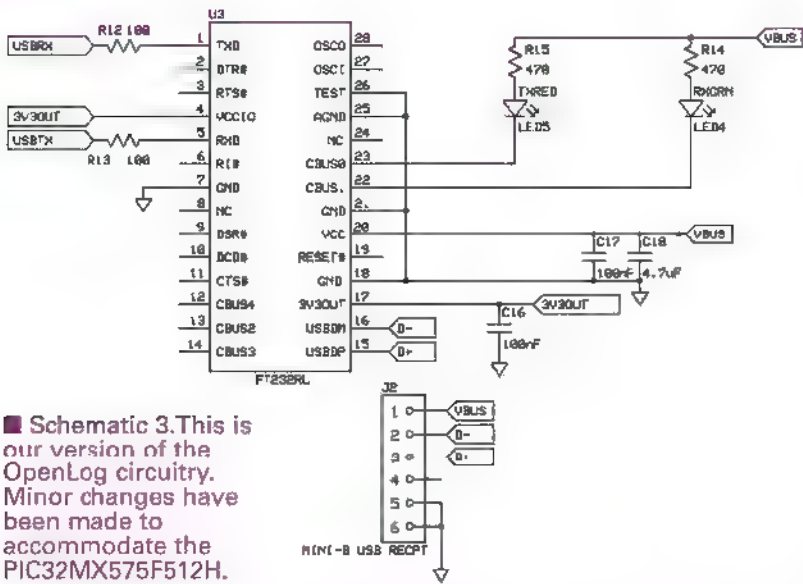 U3
R12 100
USBRX
1 TXD
2 DTR#
3 RTS#
4 VCCIO
3V3OUT
5 RXD
USBTX
R13 100
6 RI#
7 GND
8 NC
9 DSR#
10 DCD#
11 CTS#
12 CBUS4
13 CBUS2
14 CBUS3
OSCO 28
OSCI 27
TEST 26
AGND 25
NC 24
CBUS0 23
CBUS. 22
GND 21
VCC 20
RESET# 19
GND 18
3V3OUT 17
USBDM 16
USBDP 15
FT232RL
R15
470
TXRED
LED5
R14
470
RXGRN
LED4
VBUS
C17
100nF
C18
4.7uF
VBUS
C16
100nF
3V3OUT
D-
D+
J2
1 VBUS
2 D-
3
4
5
6
MINI-B USB RECPT
Schematic 3.This is
our version of the
OpenLog circuitry.
Minor changes have
been made to
accommodate the
PIC32MX575F512H.